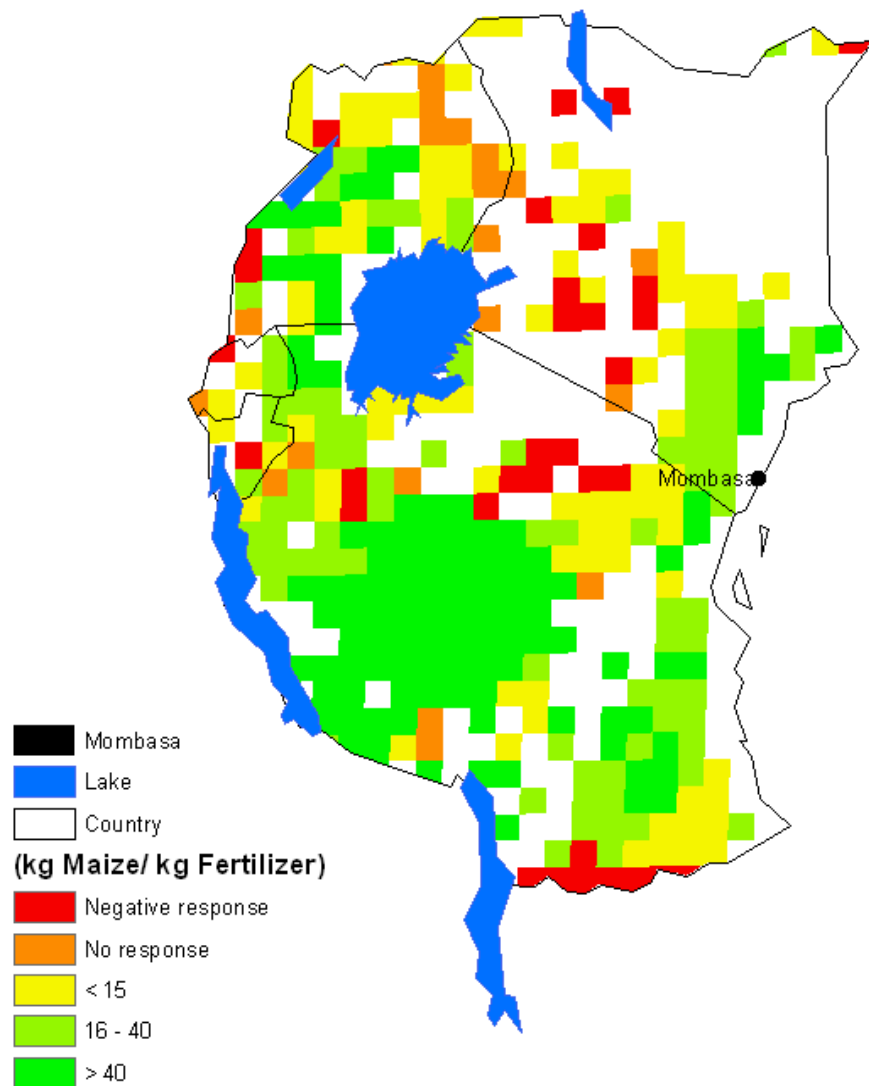 Mombasa
Mombasa
Lake
Country
(kg Maize/ kg Fertilizer)
Negative response
No response
< 15
16 - 40
> 40